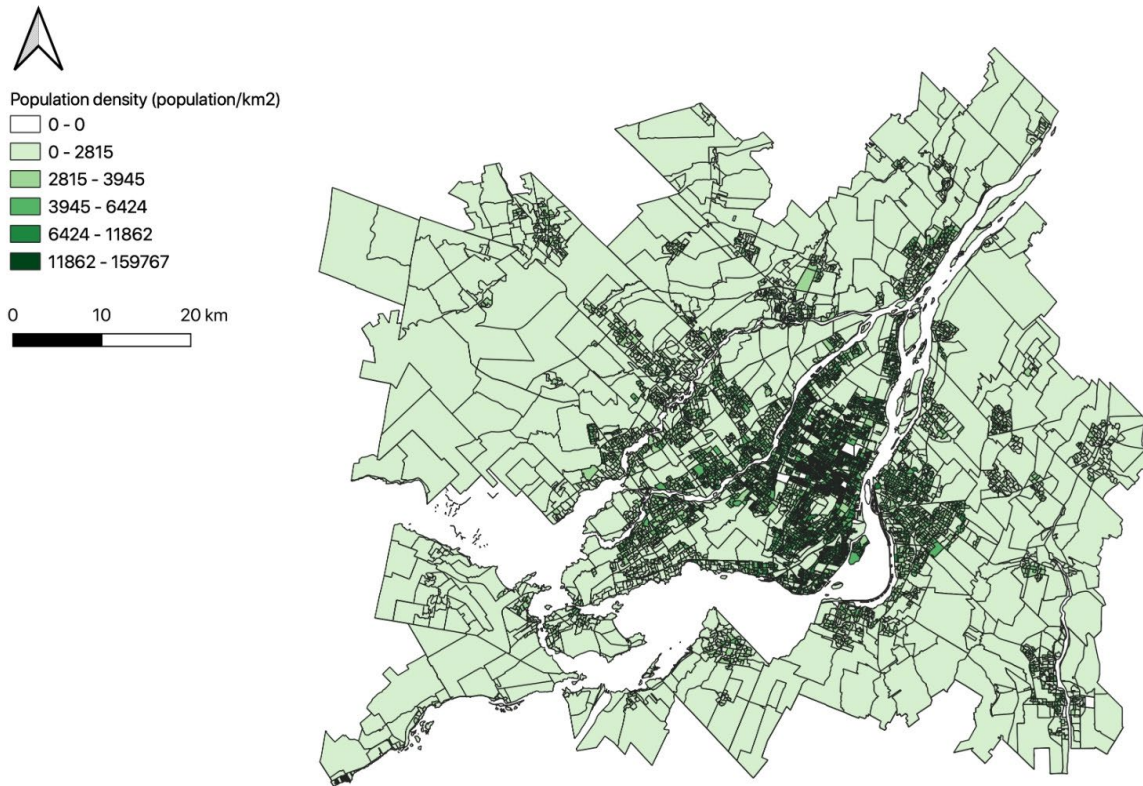 Population density (population/km2)
0 - 0
0 - 2815
2815 - 3945
3945 - 6424
6424 - 11862
11862 - 159767
0 10 20 km